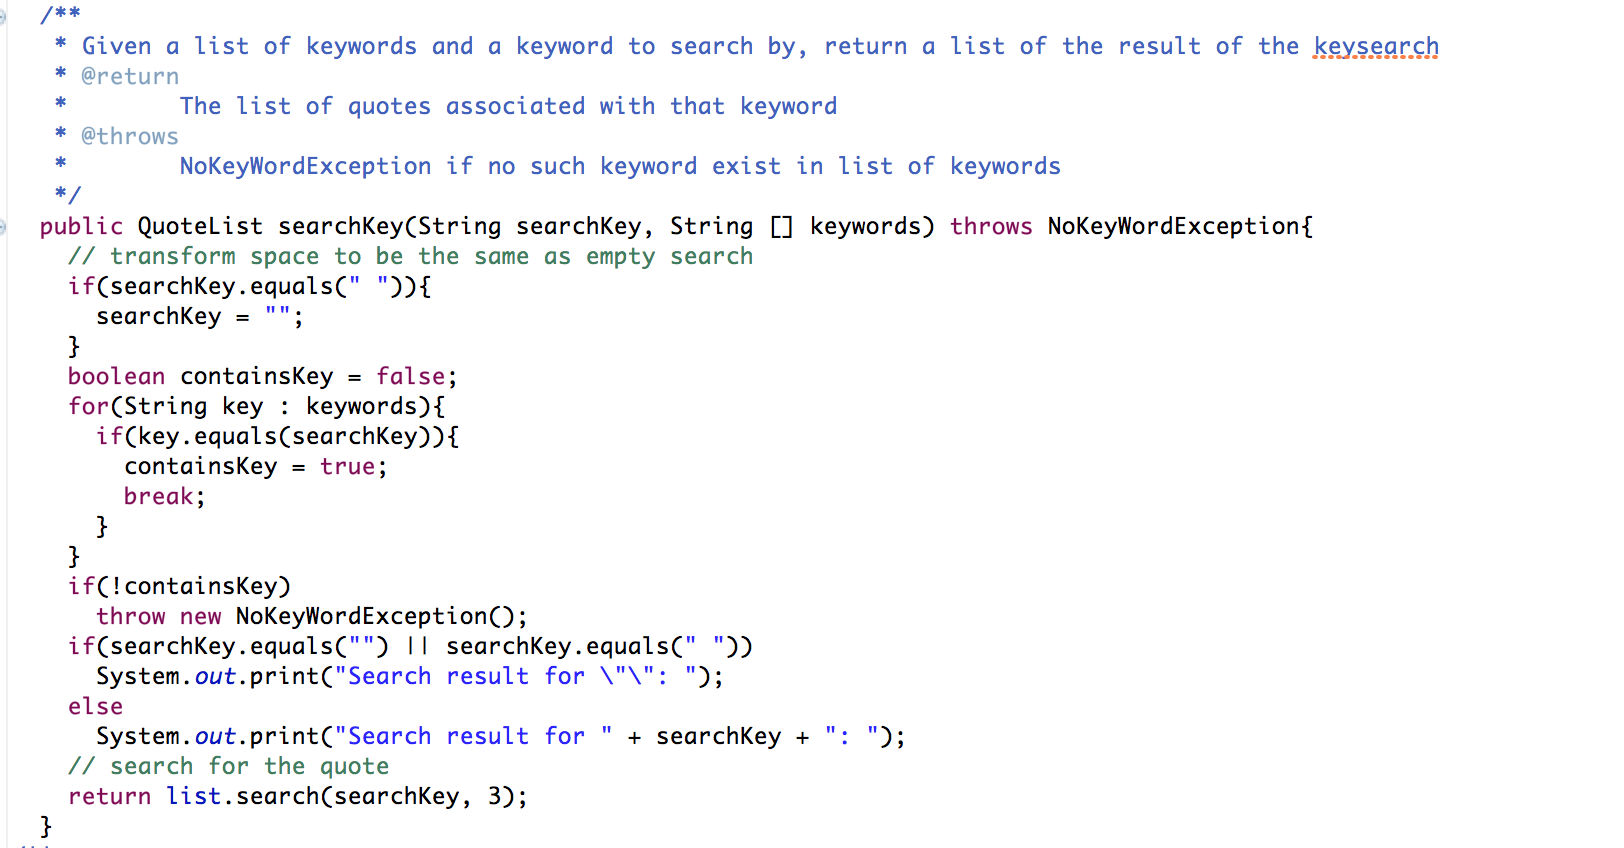 /**
 * Given a list of keywords and a keyword to search by, return a list of the result of the keysearch
 * @return
 *        The list of quotes associated with that keyword
 * @throws
 *        NoKeyWordException if no such keyword exist in list of keywords
 */
public QuoteList searchKey(String searchKey, String [] keywords) throws NoKeyWordException{
  // transform space to be the same as empty search
  if(searchKey.equals(" ")){
    searchKey = "";
  }
  boolean containsKey = false;
  for(String key : keywords){
    if(key.equals(searchKey)){
      containsKey = true;
      break;
    }
  }
  if(!containsKey)
    throw new NoKeyWordException();
  if(searchKey.equals("") || searchKey.equals(" "))
    System.out.print("Search result for \"\": ");
  else
    System.out.print("Search result for " + searchKey + ": ");
  // search for the quote
  return list.search(searchKey, 3);
}